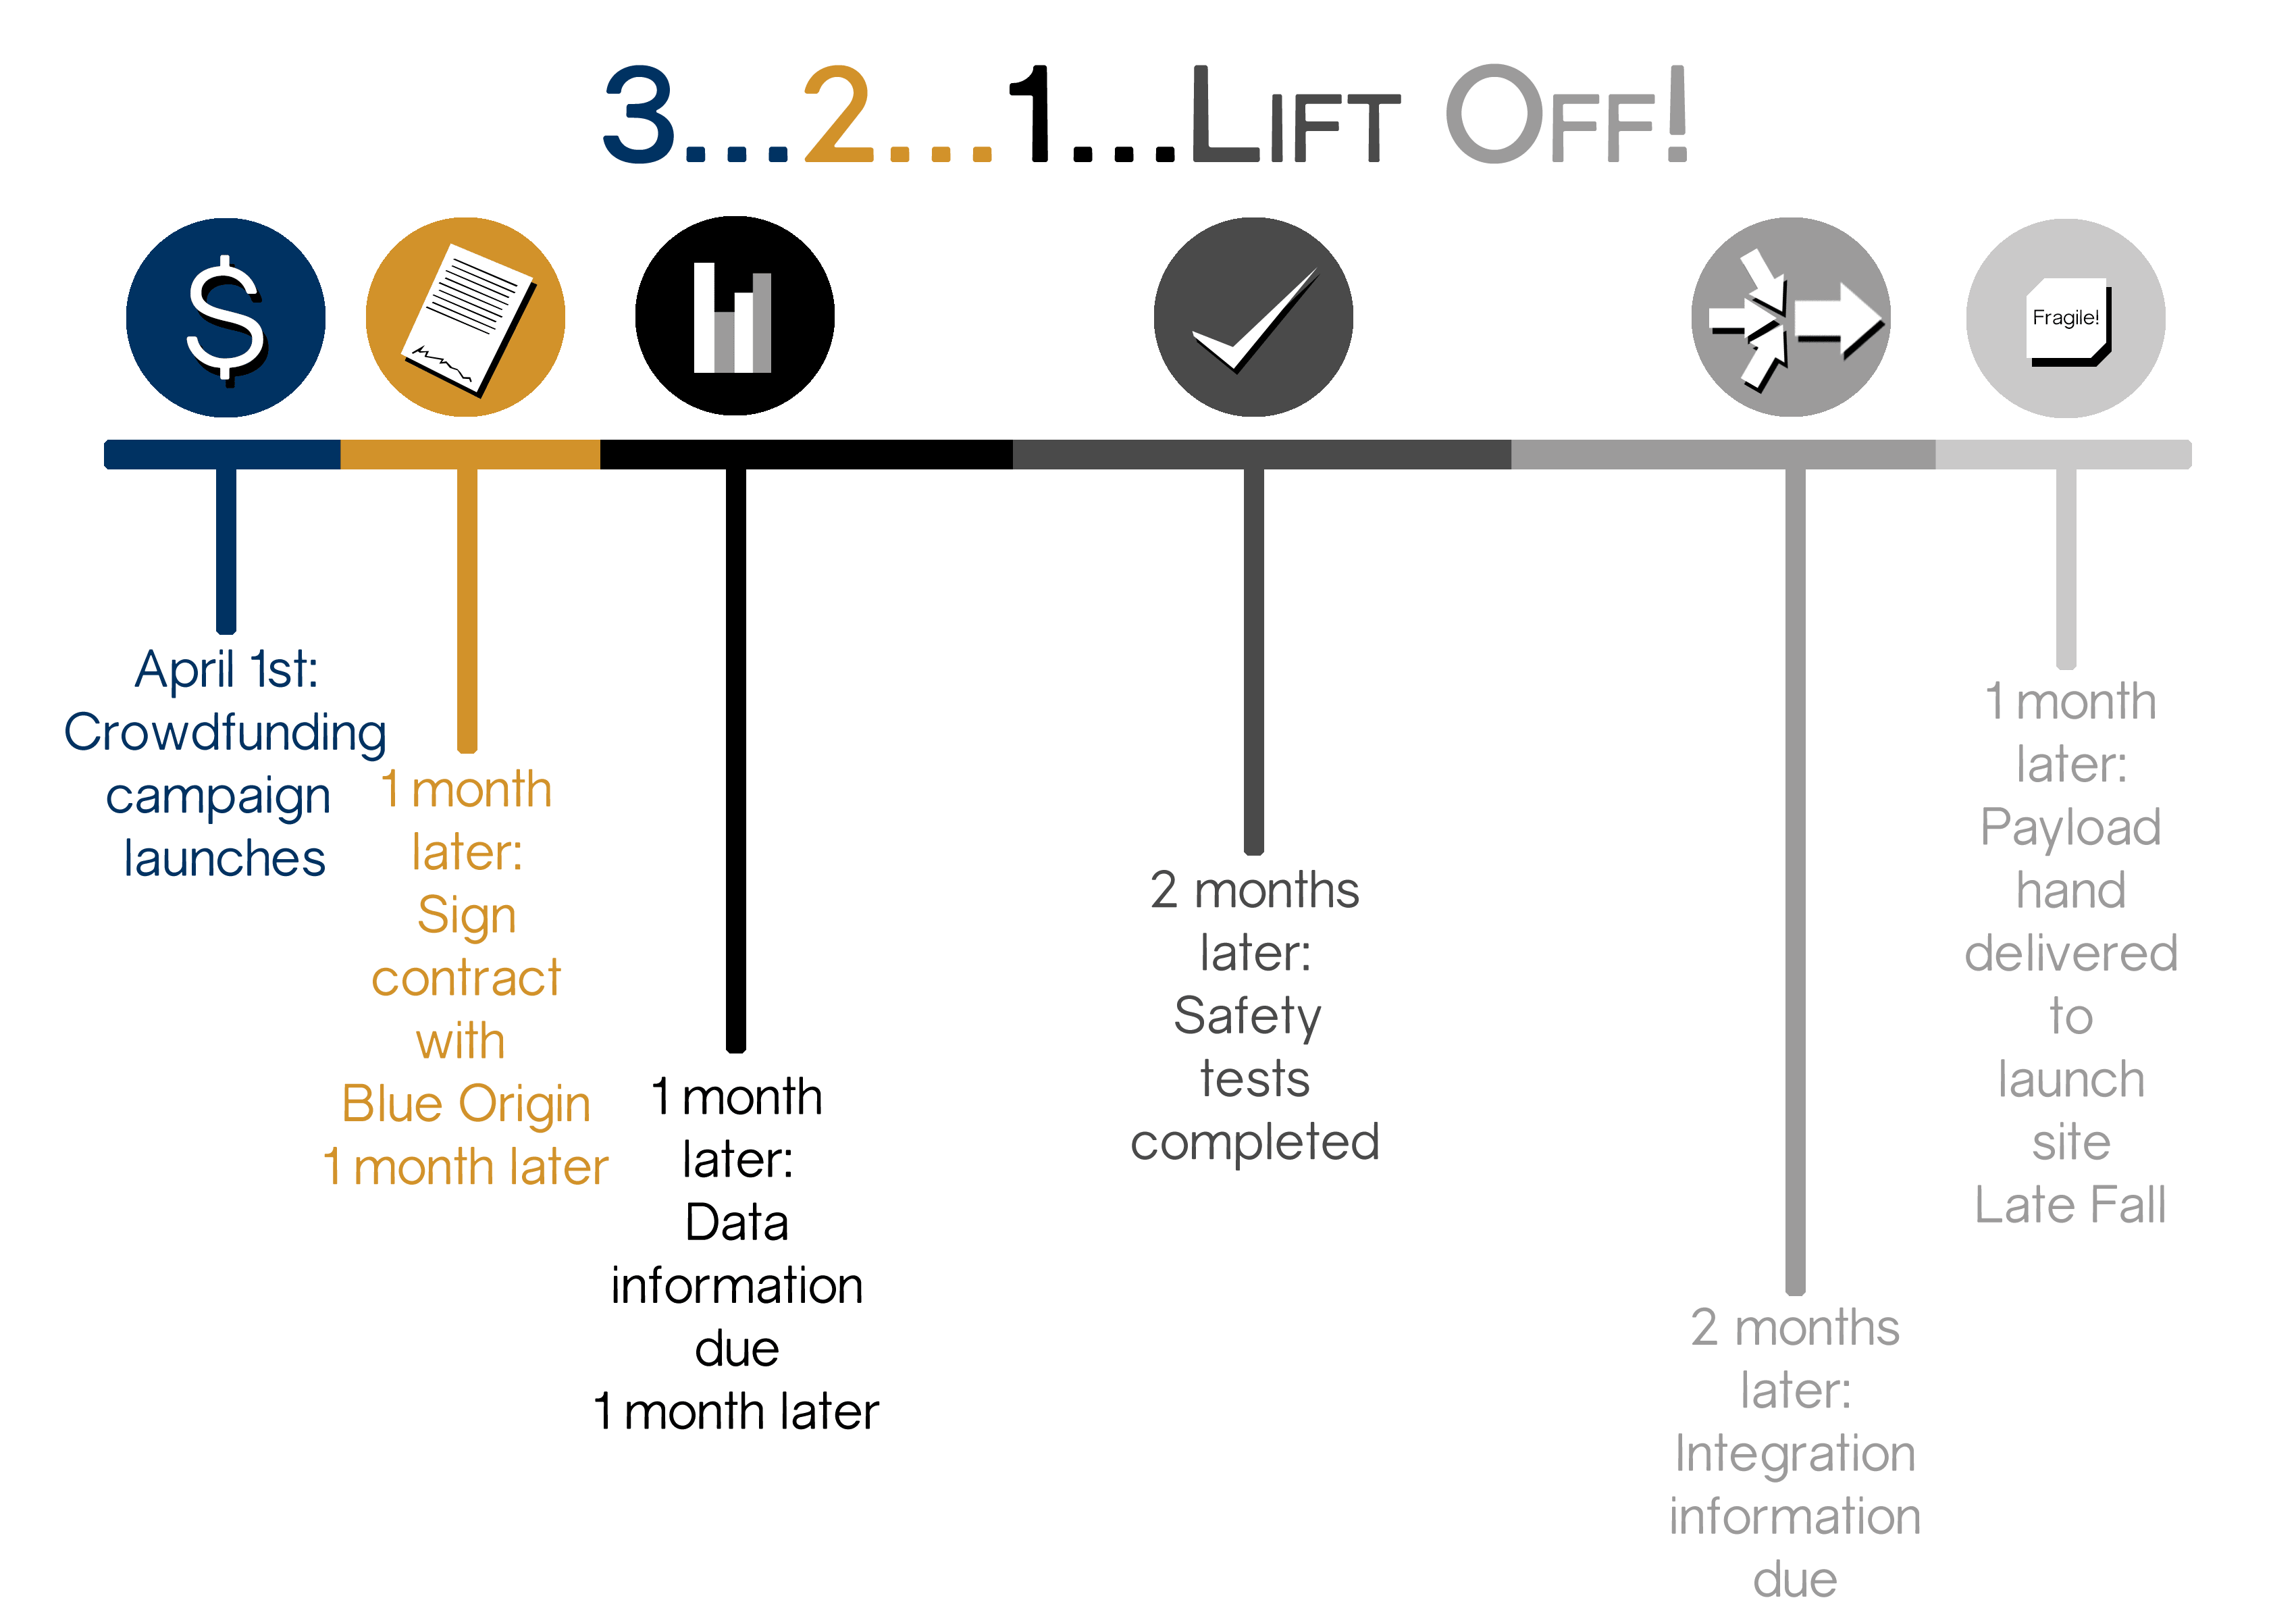 3...2...1...Lift Off!
Fragile!
April 1st:
Crowdfunding
campaign
launches
1 month
later:
Sign
contract
with
Blue Origin
1 month later
1 month
later:
Data
information
due
1 month later
2 months
later:
Safety
tests
completed
2 months
later:
Integration
information
due
1 month
later:
Payload
hand
delivered
to
launch
site
Late Fall